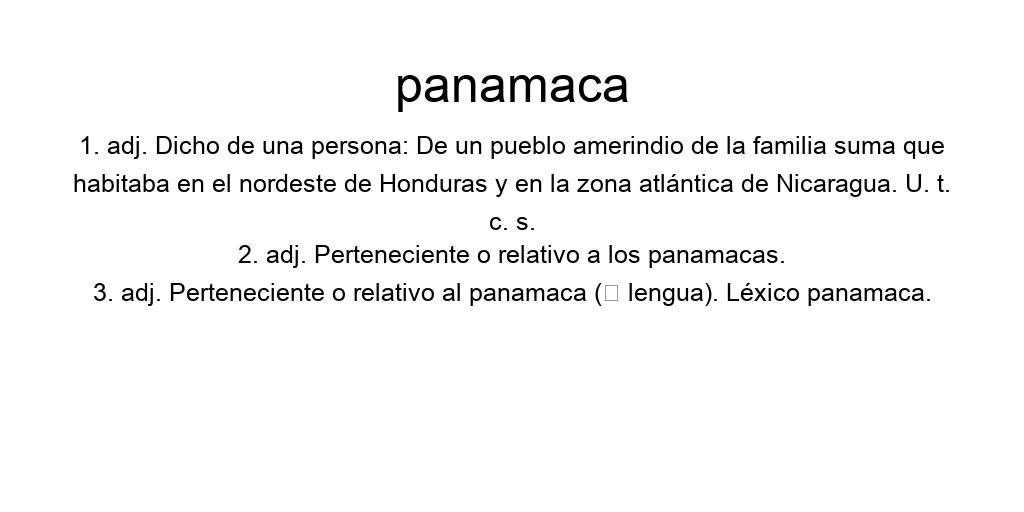 panamaca
1. adj. Dicho de una persona: De un pueblo amerindio de la familia suma que
habitaba en el nordeste de Honduras y en la zona atlántica de Nicaragua. U. t.
c. s.
2. adj. Perteneciente o relativo a los panamacas.
3. adj. Perteneciente o relativo al panamaca (▯ lengua). Léxico panamaca.